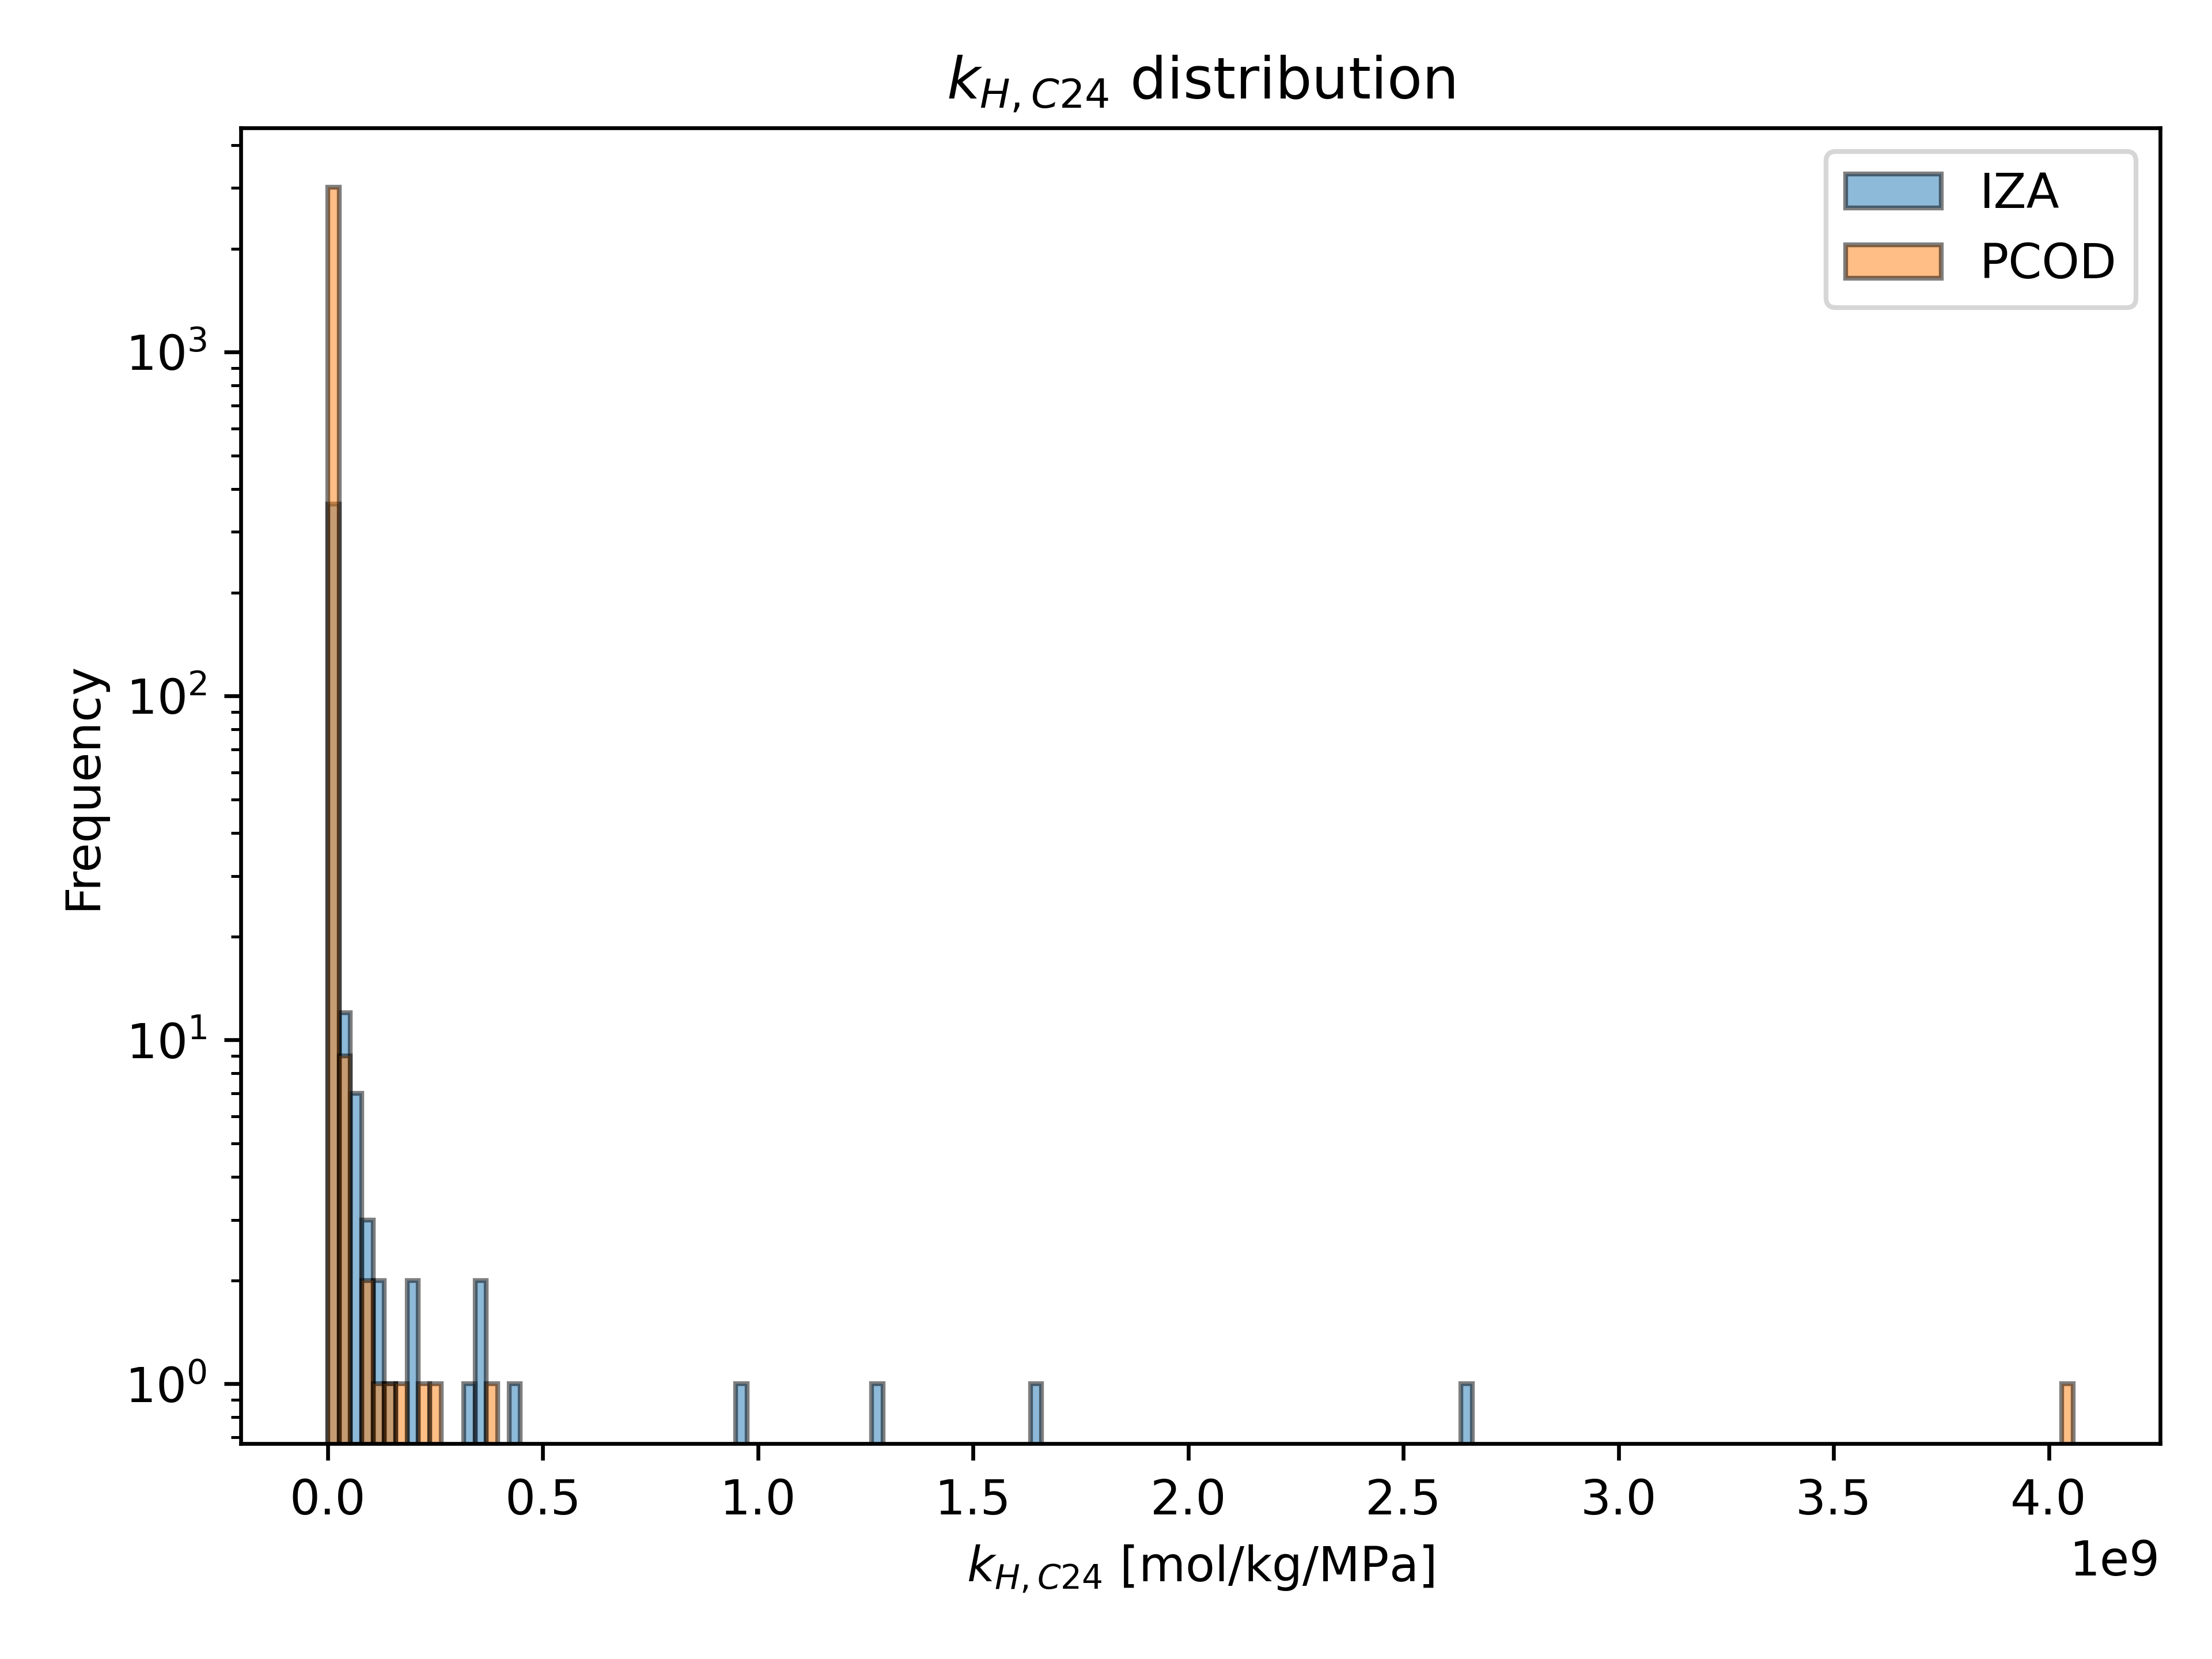 k_{H, C24} distribution
IZA
PCOD
Frequency
10^3
10^2
10^1
10^0
0.0 0.5 1.0 1.5 2.0 2.5 3.0 3.5 4.0
1e9
k_{H, C24} [mol/kg/MPa]